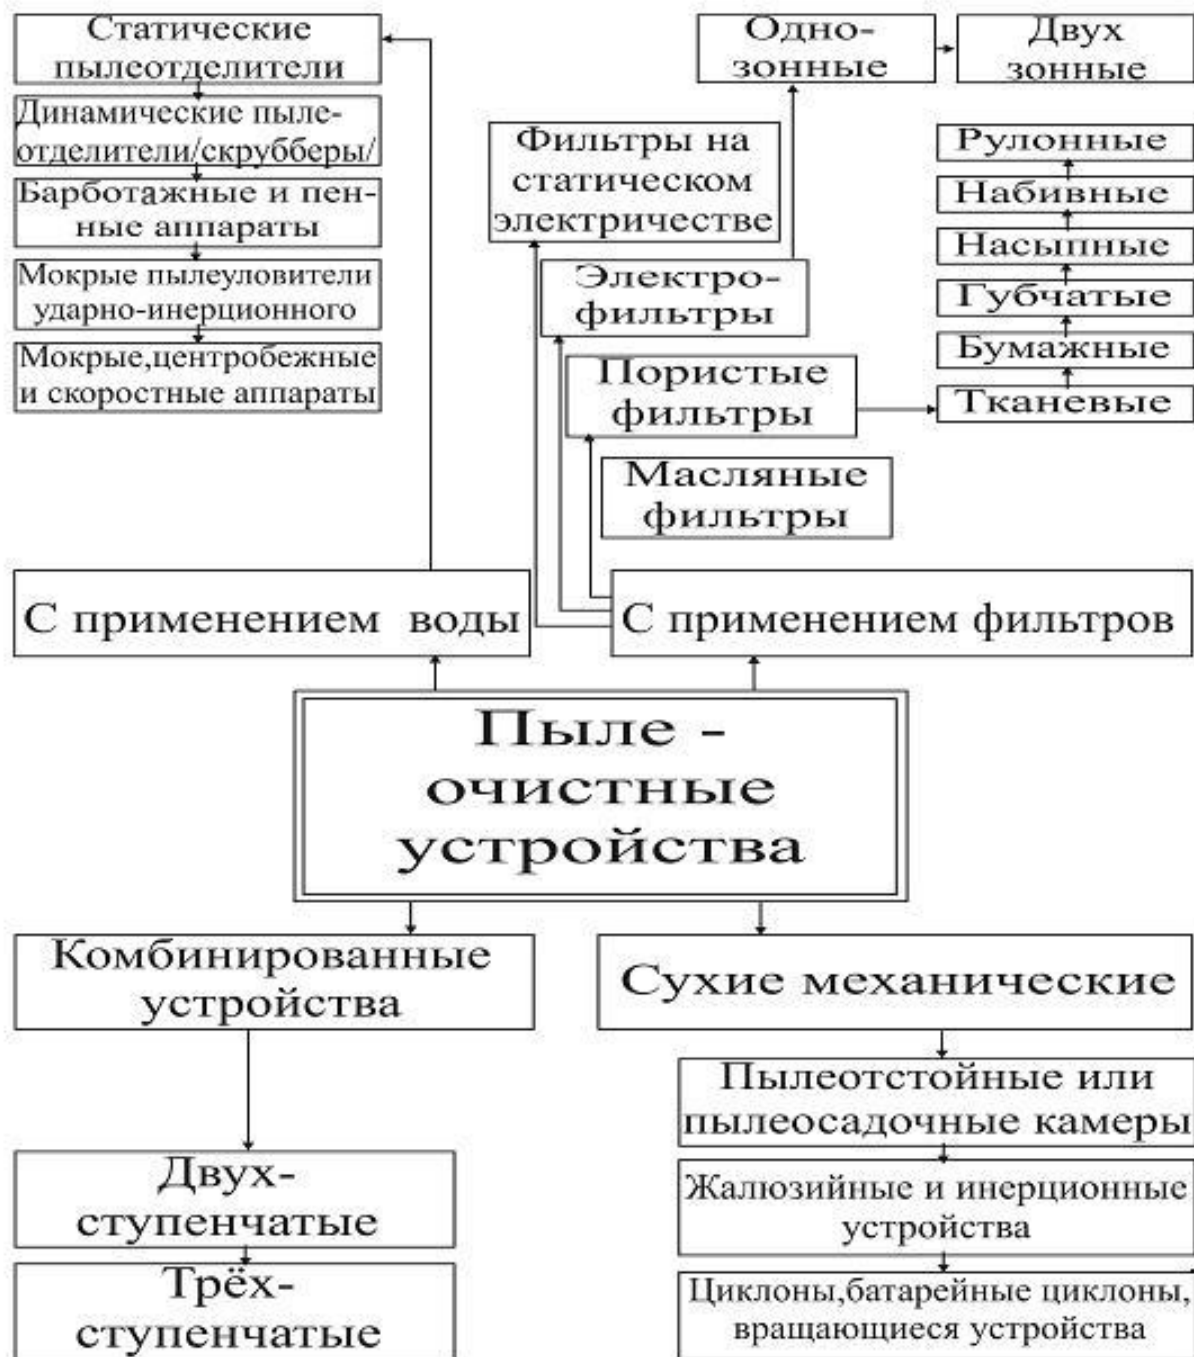 Статические
пылеотделители
Динамические пыле-
отделители/скрубберы/
Барботажные и пен-
ные аппараты
Мокрые пылеуловители
ударно-инерционного
Мокрые,центробежные
и скоростные аппараты
Одно-
зонные
Двух
зонные
Фильтры на
статическом
электричестве
Электро-
фильтры
Пористые
фильтры
Масляные
фильтры
Рулонные
Набивные
Насыпные
Губчатые
Бумажные
Тканевые
С применением воды
С применением фильтров
Пыле -
очистные
устройства
Комбинированные
устройства
Двух-
ступенчатые
Трёх-
ступенчатые
Сухие механические
Пылеотстойные или
пылеосадочные камеры
Жалюзийные и инерционные
устройства
Циклоны,батарейные циклоны,
вращающиеся устройства